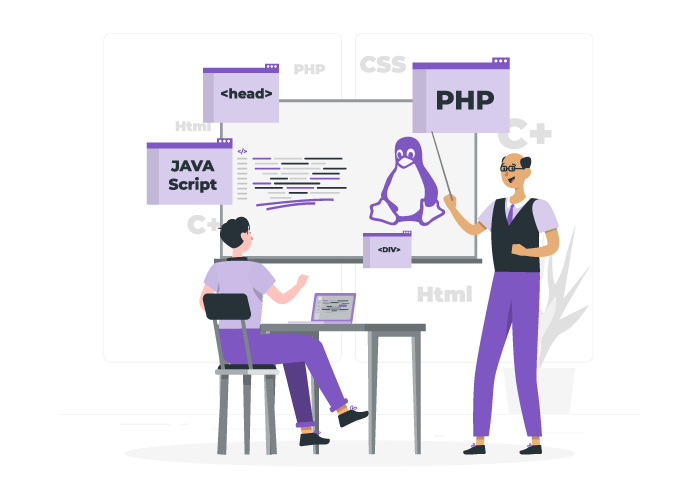 PHP
CSS
<head>
PHP
C+
Html
JAVA
Script
</>
C+
<DIV>
Html